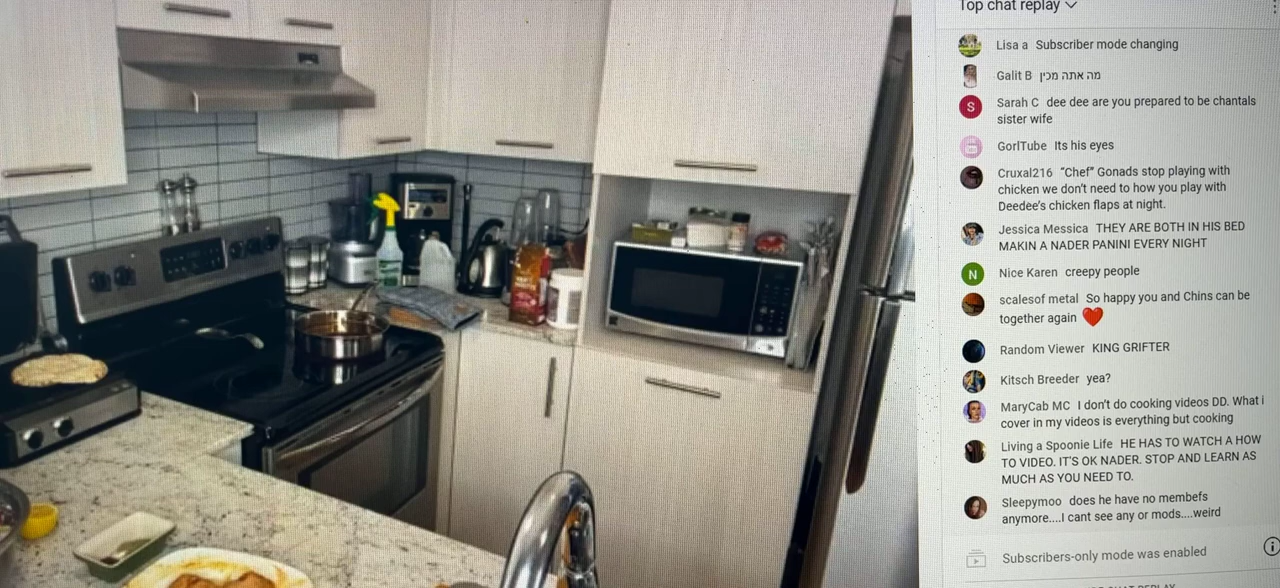 Top chat replay
Lisa a Subscriber mode changing
Galit B מה אתה מכין
Sarah C dee dee are you prepared to be chantals
sister wife
GorlTube Its his eyes
Cruxal216 “Chef” Gonads stop playing with
chicken we don’t need to how you play with
Deedee’s chicken flaps at night.
Jessica Messica THEY ARE BOTH IN HIS BED
MAKIN A NADER PANINI EVERY NIGHT
N Nice Karen creepy people
scalesof metal So happy you and Chins can be
together again ❤️
Random Viewer KING GRIFTER
Kitsch Breeder yea?
MaryCab MC I don’t do cooking videos DD. What i
cover in my videos is everything but cooking
Living a Spoonie Life HE HAS TO WATCH A HOW
TO VIDEO. IT’S OK NADER. STOP AND LEARN AS
MUCH AS YOU NEED TO.
Sleepymoo does he have no membefs
anymore....I cant see any or mods....weird
Subscribers-only mode was enabled
CHAT REPLAY